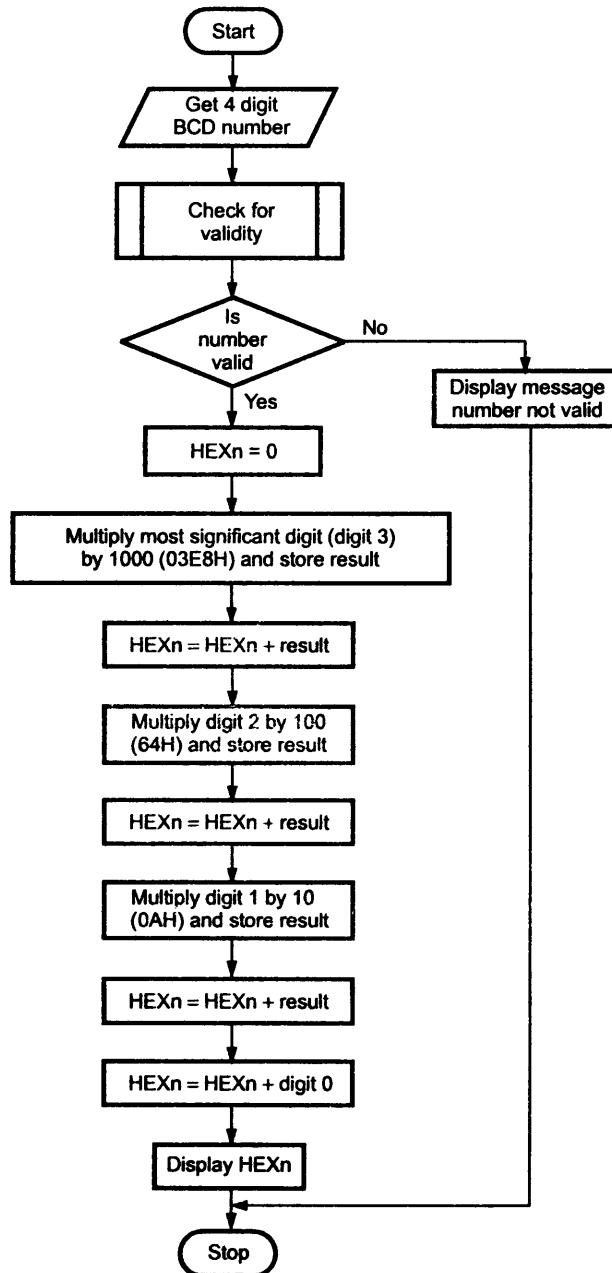 Start
Get 4 digit
BCD number
Check for
validity
Is
number
valid
No
Display message
number not valid
Yes
HEXn = 0
Multiply most significant digit (digit 3)
by 1000 (03E8H) and store result
HEXn = HEXn + result
Multiply digit 2 by 100
(64H) and store result
HEXn = HEXn + result
Multiply digit 1 by 10
(0AH) and store result
HEXn = HEXn + result
HEXn = HEXn + digit 0
Display HEXn
Stop